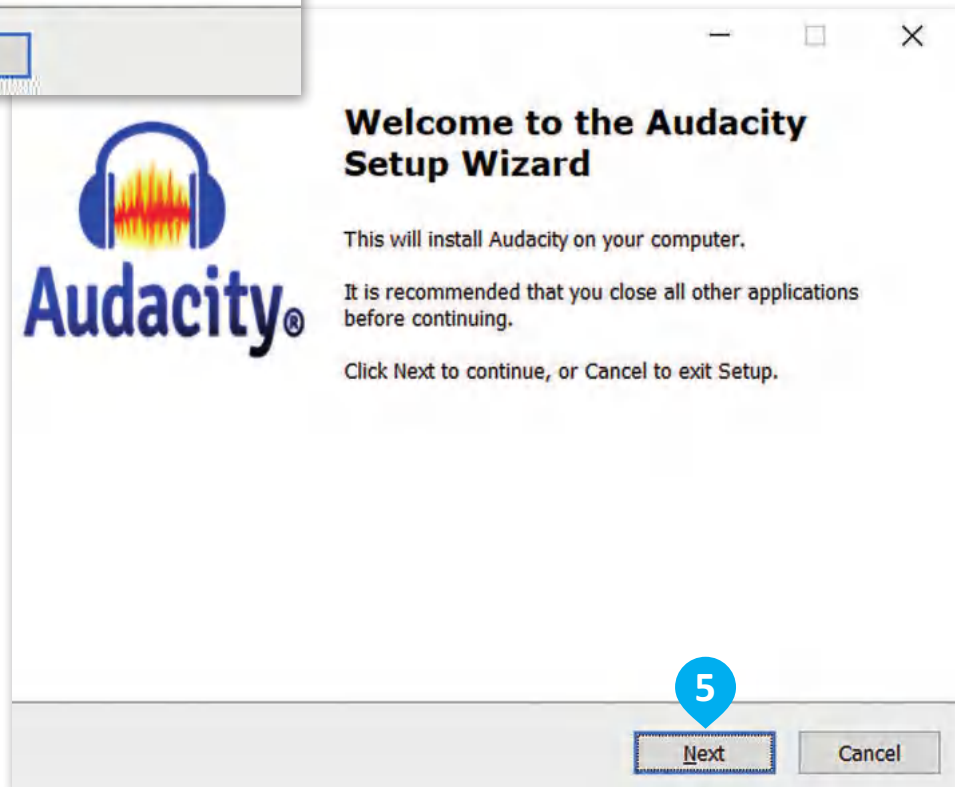 Welcome to the Audacity
Setup Wizard
Audacity®
This will install Audacity on your computer.
It is recommended that you close all other applications
before continuing.
Click Next to continue, or Cancel to exit Setup.
5
Next
Cancel